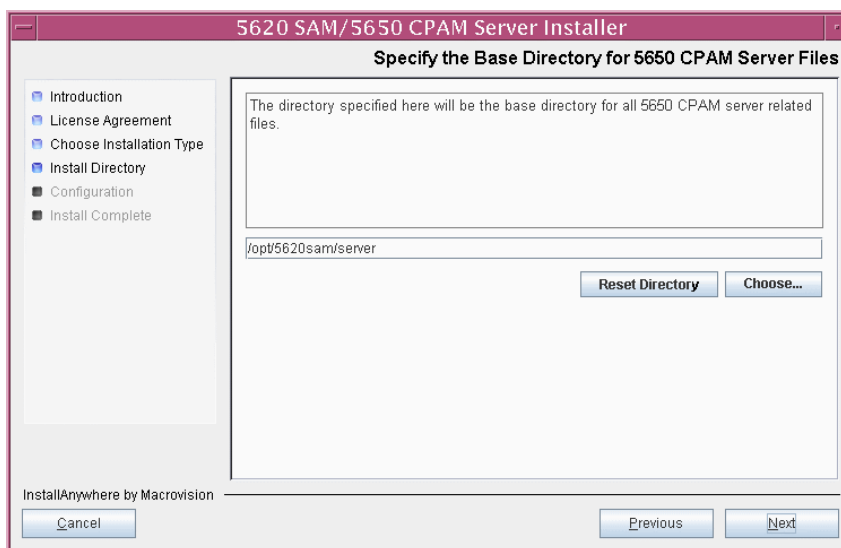 5620 SAM/5650 CPAM Server Installer
Specify the Base Directory for 5650 CPAM Server Files
Introduction
License Agreement
Choose Installation Type
Install Directory
Configuration
Install Complete
The directory specified here will be the base directory for all 5650 CPAM server related
files.
/opt/5620sam/server
Reset Directory
Choose...
InstallAnywhere by Macrovision
Cancel
Previous
Next